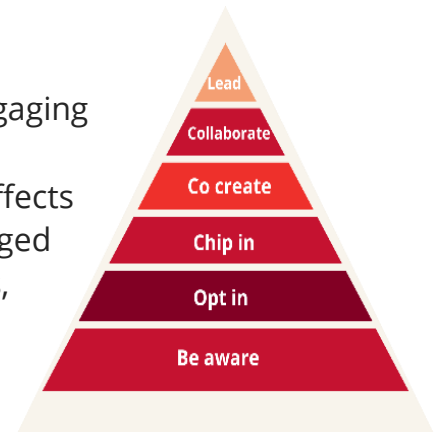 Lead
gaging
Collaborate
Co create
ffects
ged
Chip in
,
Opt in
Be aware